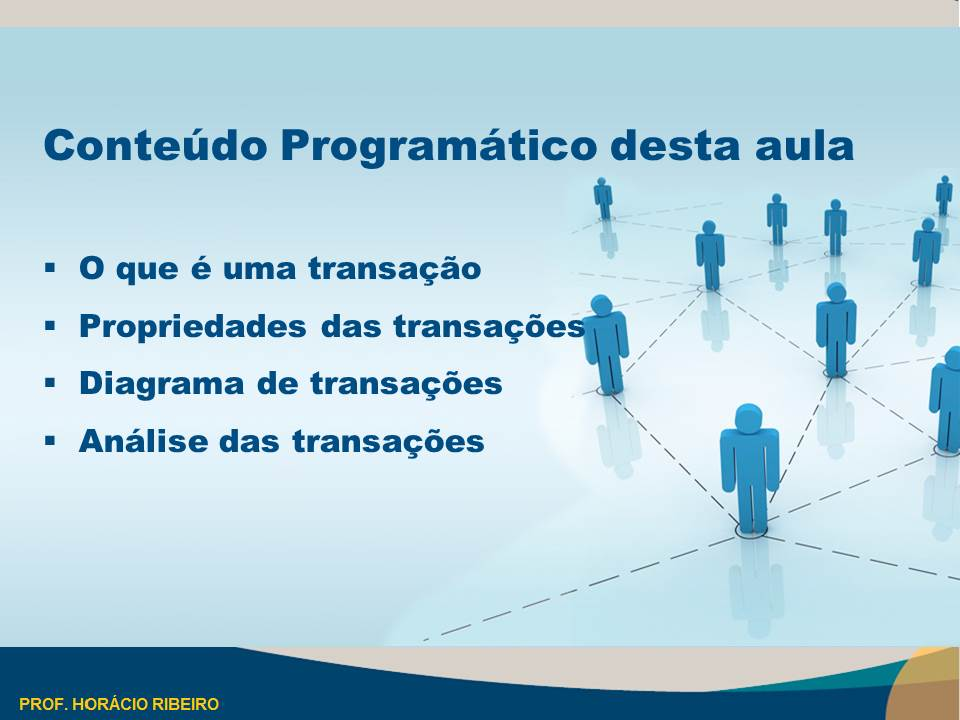 Conteúdo Programático desta aula
▪ O que é uma transação
▪ Propriedades das transações
▪ Diagrama de transações
▪ Análise das transações
PROF. HORÁCIO RIBEIRO